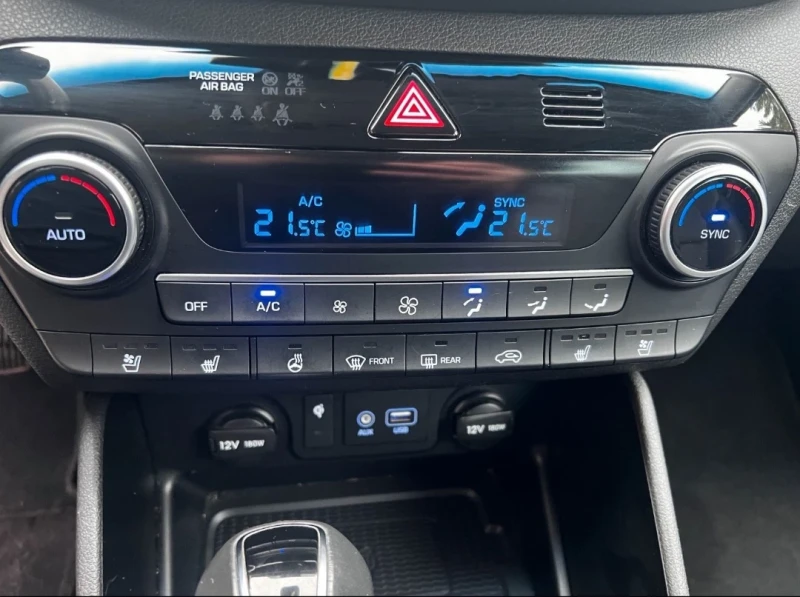 PASSENGER
AIR BAG
ON OFF
A/C
SYNC
21.5°C
21.5°C
AUTO
SYNC
OFF
A/C
FRONT
REAR
12V 180W
AUX
USB
12V 180W